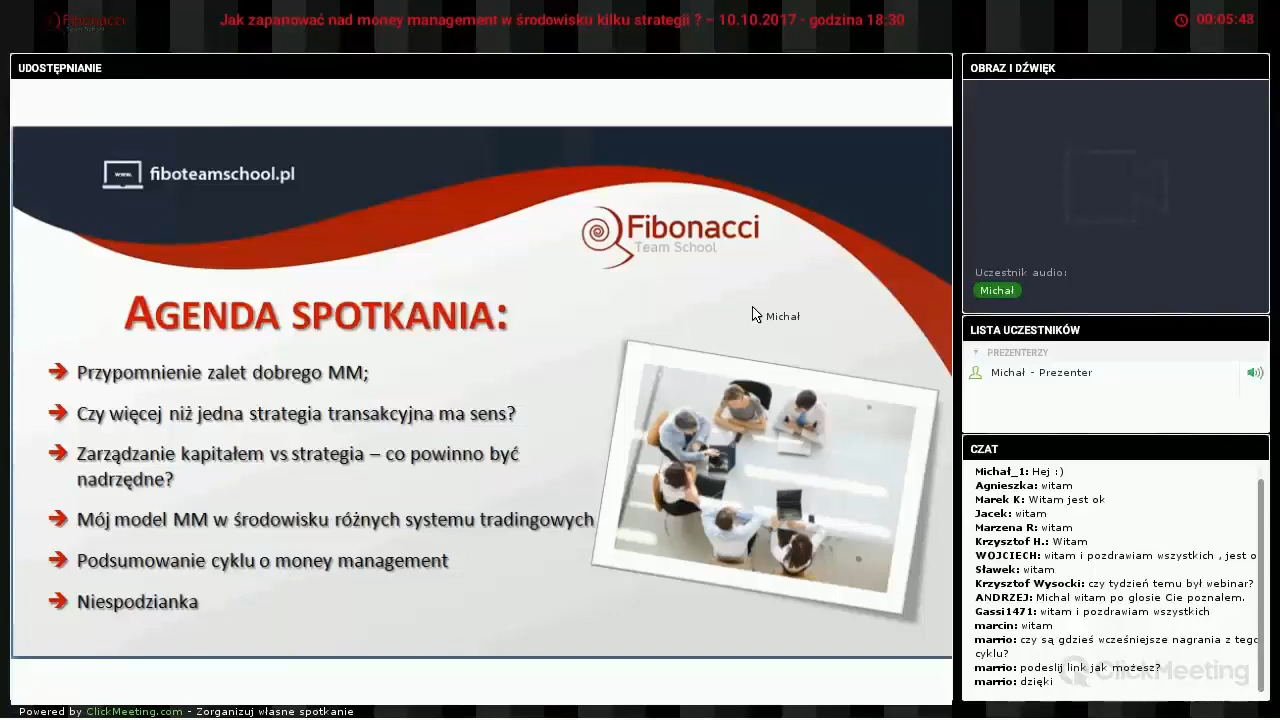 Fibonacci
Team School
Jak zapanować nad money management w środowisku kilku strategii ? – 10.10.2017 - godzina 18:30
00:05:48
UDOSTĘPNIANIE
www.
fiboteamschool.pl
Fibonacci
Team School
AGENDA SPOTKANIA:
Michał
Przypomnienie zalet dobrego MM;
Czy więcej niż jedna strategia transakcyjna ma sens?
Zarządzanie kapitałem vs strategia – co powinno być
nadrzędne?
Mój model MM w środowisku różnych systemu tradingowych
Podsumowanie cyklu o money management
Niespodzianka
OBRAZ I DŹWIĘK
Uczestnik audio:
Michał
LISTA UCZESTNIKÓW
PREZENTERZY
Michał - Prezenter
CZAT
Michał_1: Hej :)
Agnieszka: witam
Marek K: Witam jest ok
Jacek: witam
Marzena R: witam
Krzysztof H.: Witam
WOJCIECH: witam i pozdrawiam wszystkich , jest o
Sławek: witam
Krzysztof Wysocki: czy tydzień temu był webinar?
ANDRZEJ: Michal witam po glosie Cie poznalem.
Gassi1471: witam i pozdrawiam wszystkich
marcin: witam
marrio: czy są gdzieś wcześniejsze nagrania z tego
cyklu?
marrio: podeslij link jak możesz?
marrio: dzięki
ClickMeeting
Powered by ClickMeeting.com - Zorganizuj własne spotkanie